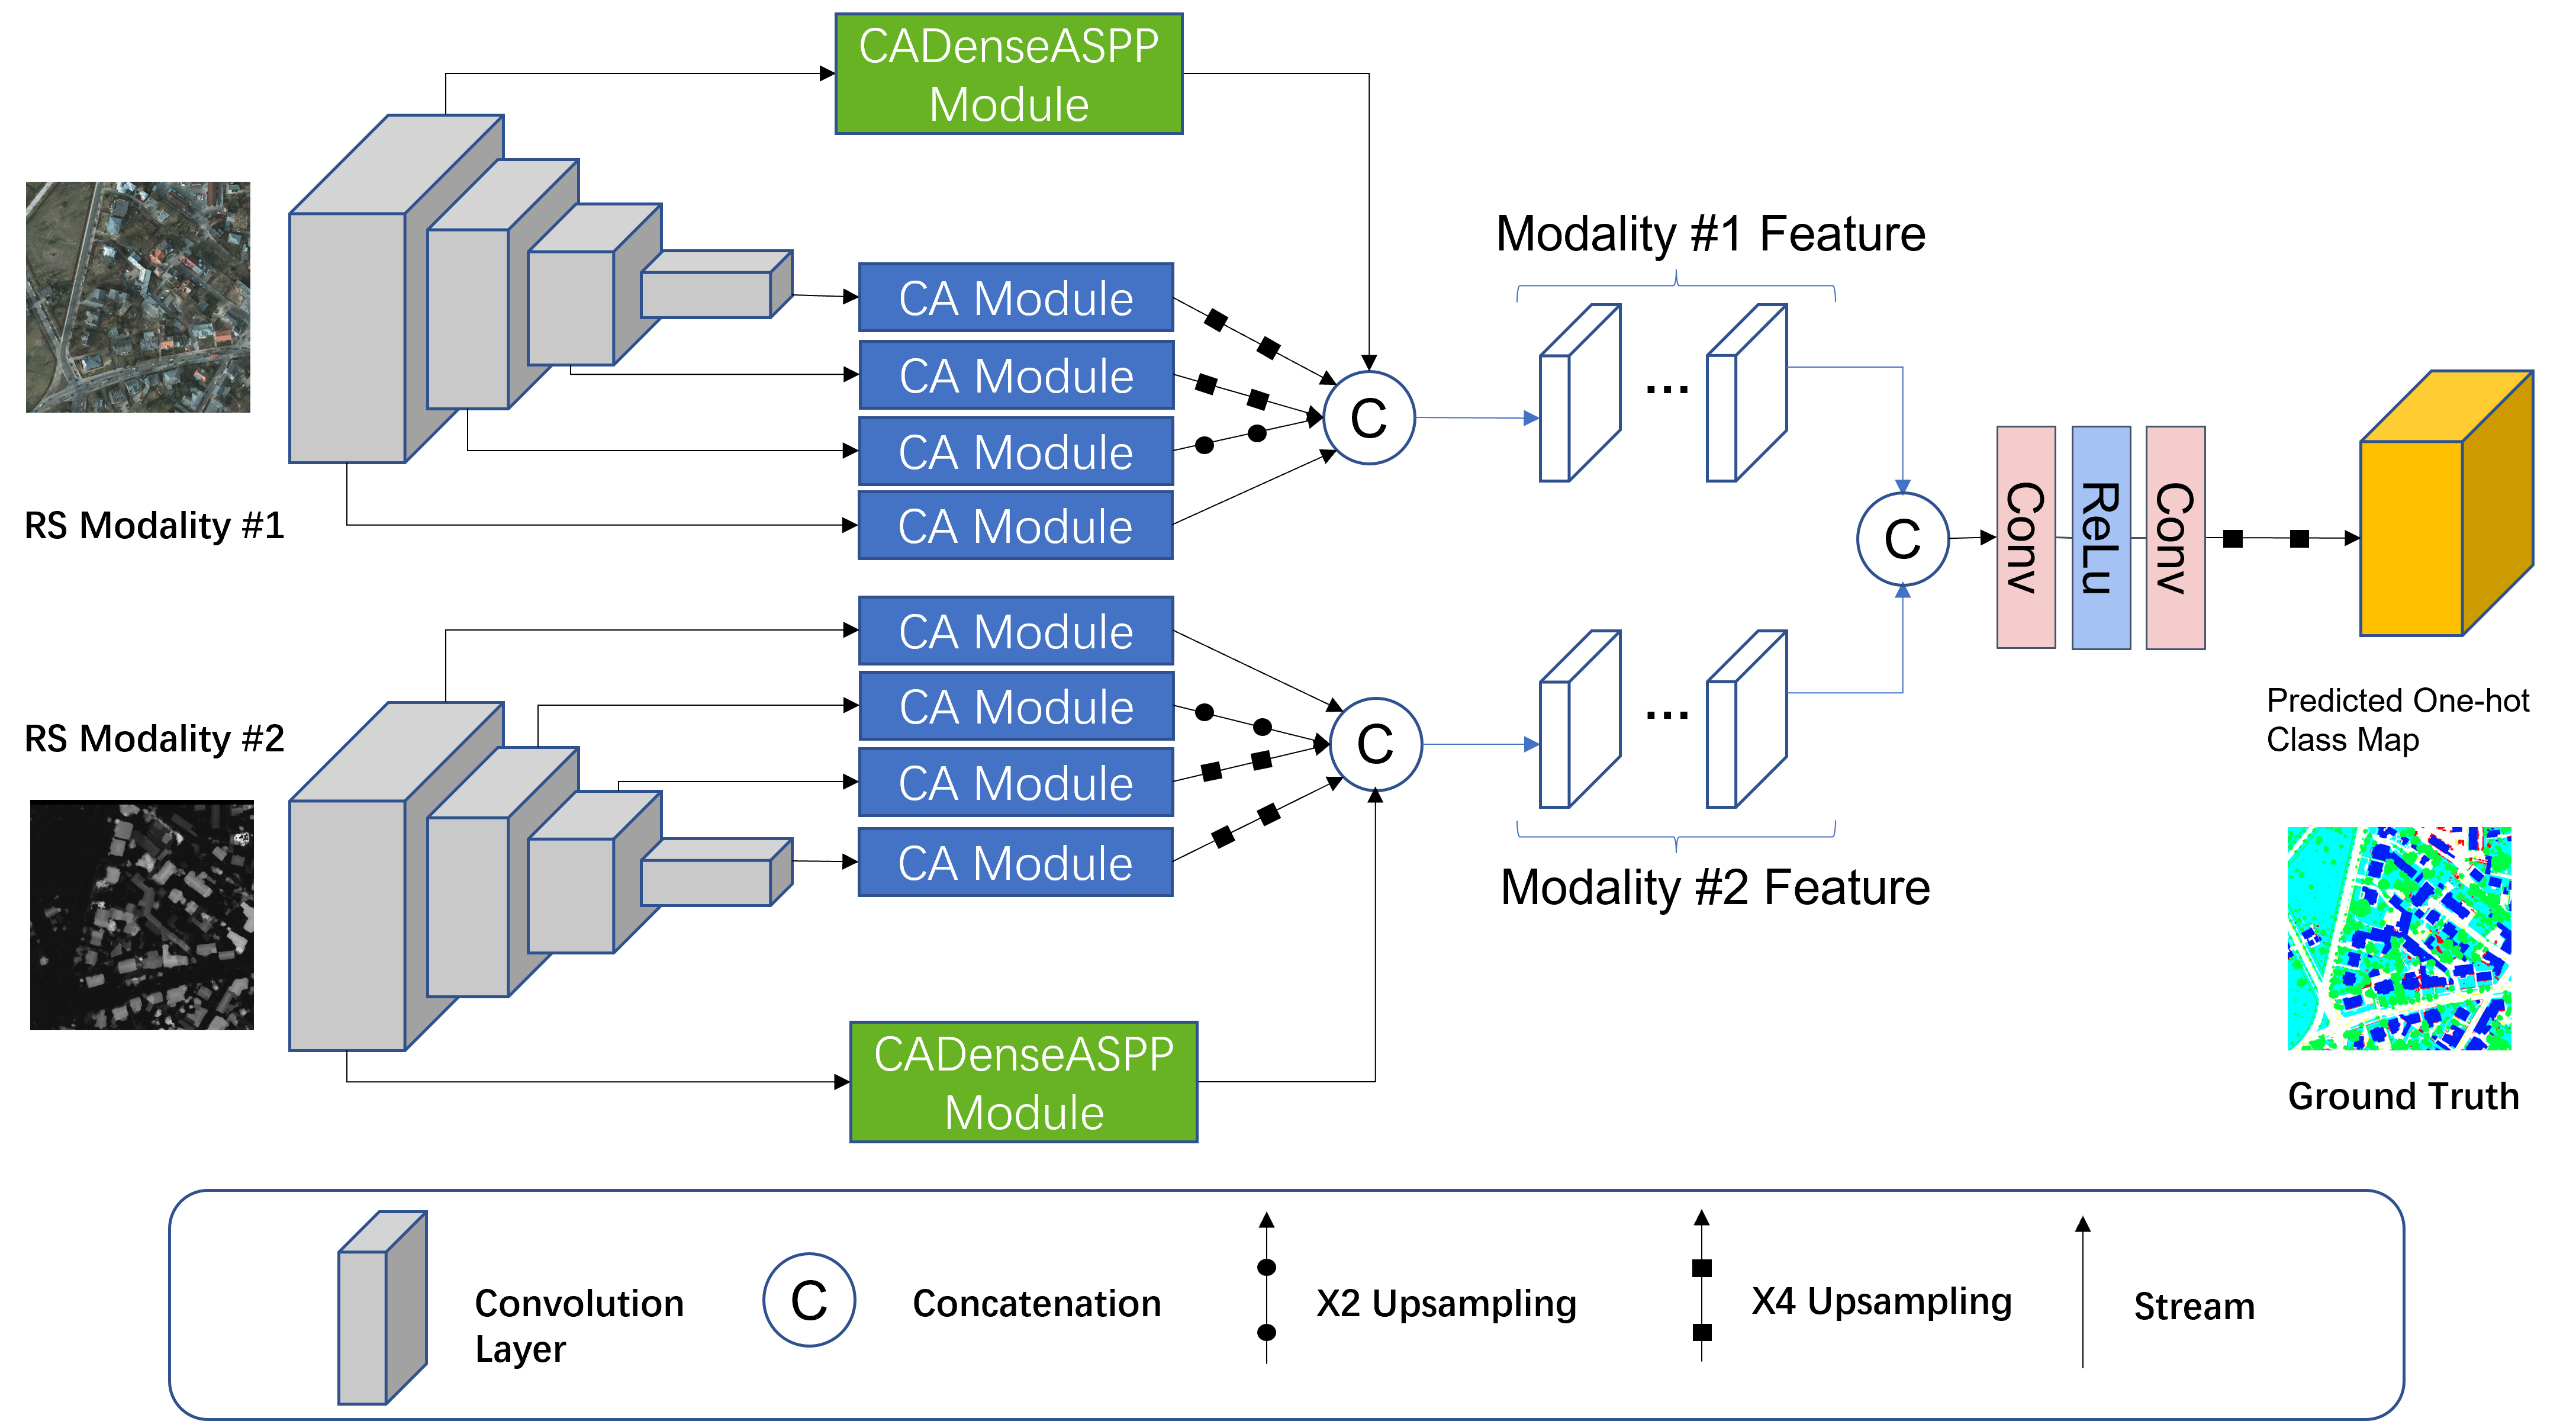 CADenseASPP
Module
CA Module
CA Module
CA Module
CA Module
C
Modality #1 Feature
...
RS Modality #1
RS Modality #2
CA Module
CA Module
CA Module
CA Module
C
...
Modality #2 Feature
CADenseASPP
Module
C
Conv
ReLu
Conv
Predicted One-hot
Class Map
Ground Truth
Convolution
Layer
C
Concatenation
X2 Upsampling
X4 Upsampling
Stream